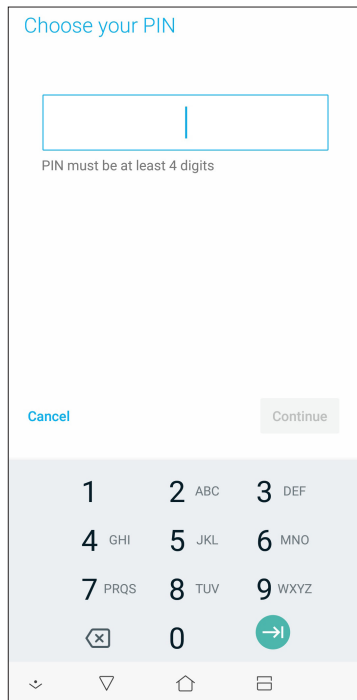 Choose your PIN
PIN must be at least 4 digits
Cancel Continue
1 2 ABC 3 DEF
4 GHI 5 JKL 6 MNO
7 PRQS 8 TUV 9 WXYZ
0